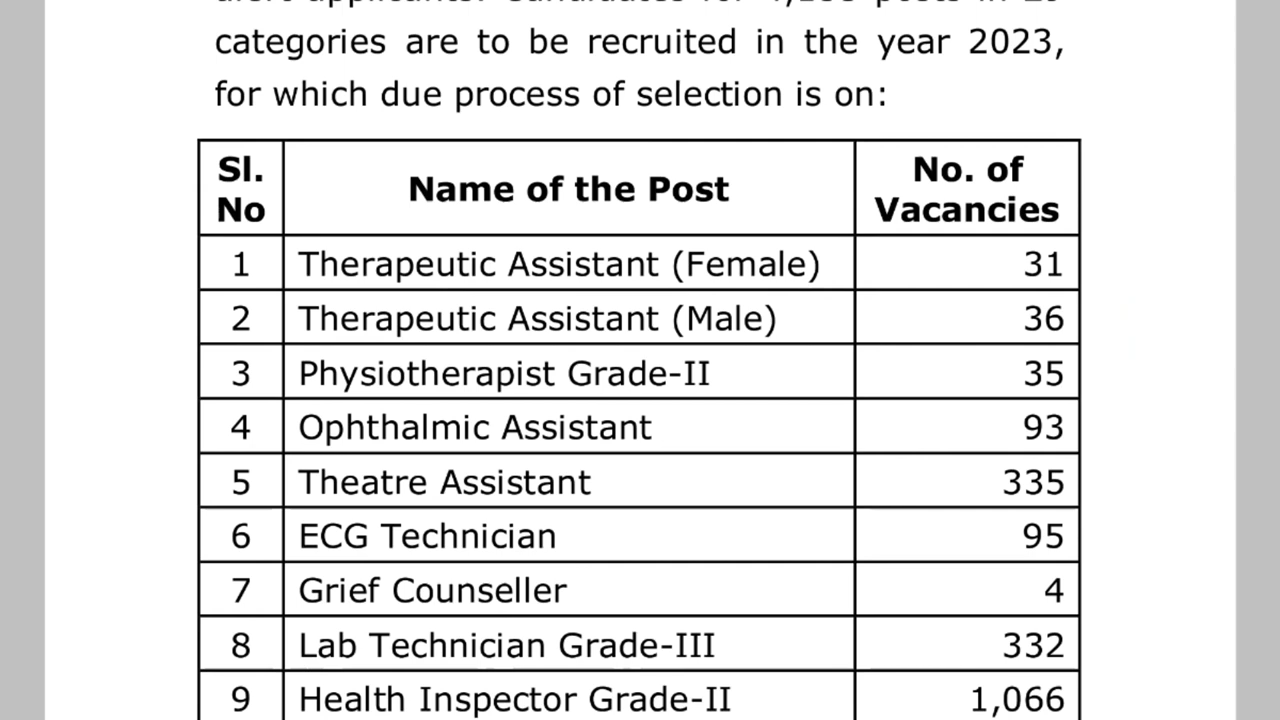 categories are to be recruited in the year 2023,
for which due process of selection is on:
Sl. No Name of the Post No. of Vacancies
1 Therapeutic Assistant (Female) 31
2 Therapeutic Assistant (Male) 36
3 Physiotherapist Grade-II 35
4 Ophthalmic Assistant 93
5 Theatre Assistant 335
6 ECG Technician 95
7 Grief Counseller 4
8 Lab Technician Grade-III 332
9 Health Inspector Grade-II 1,066